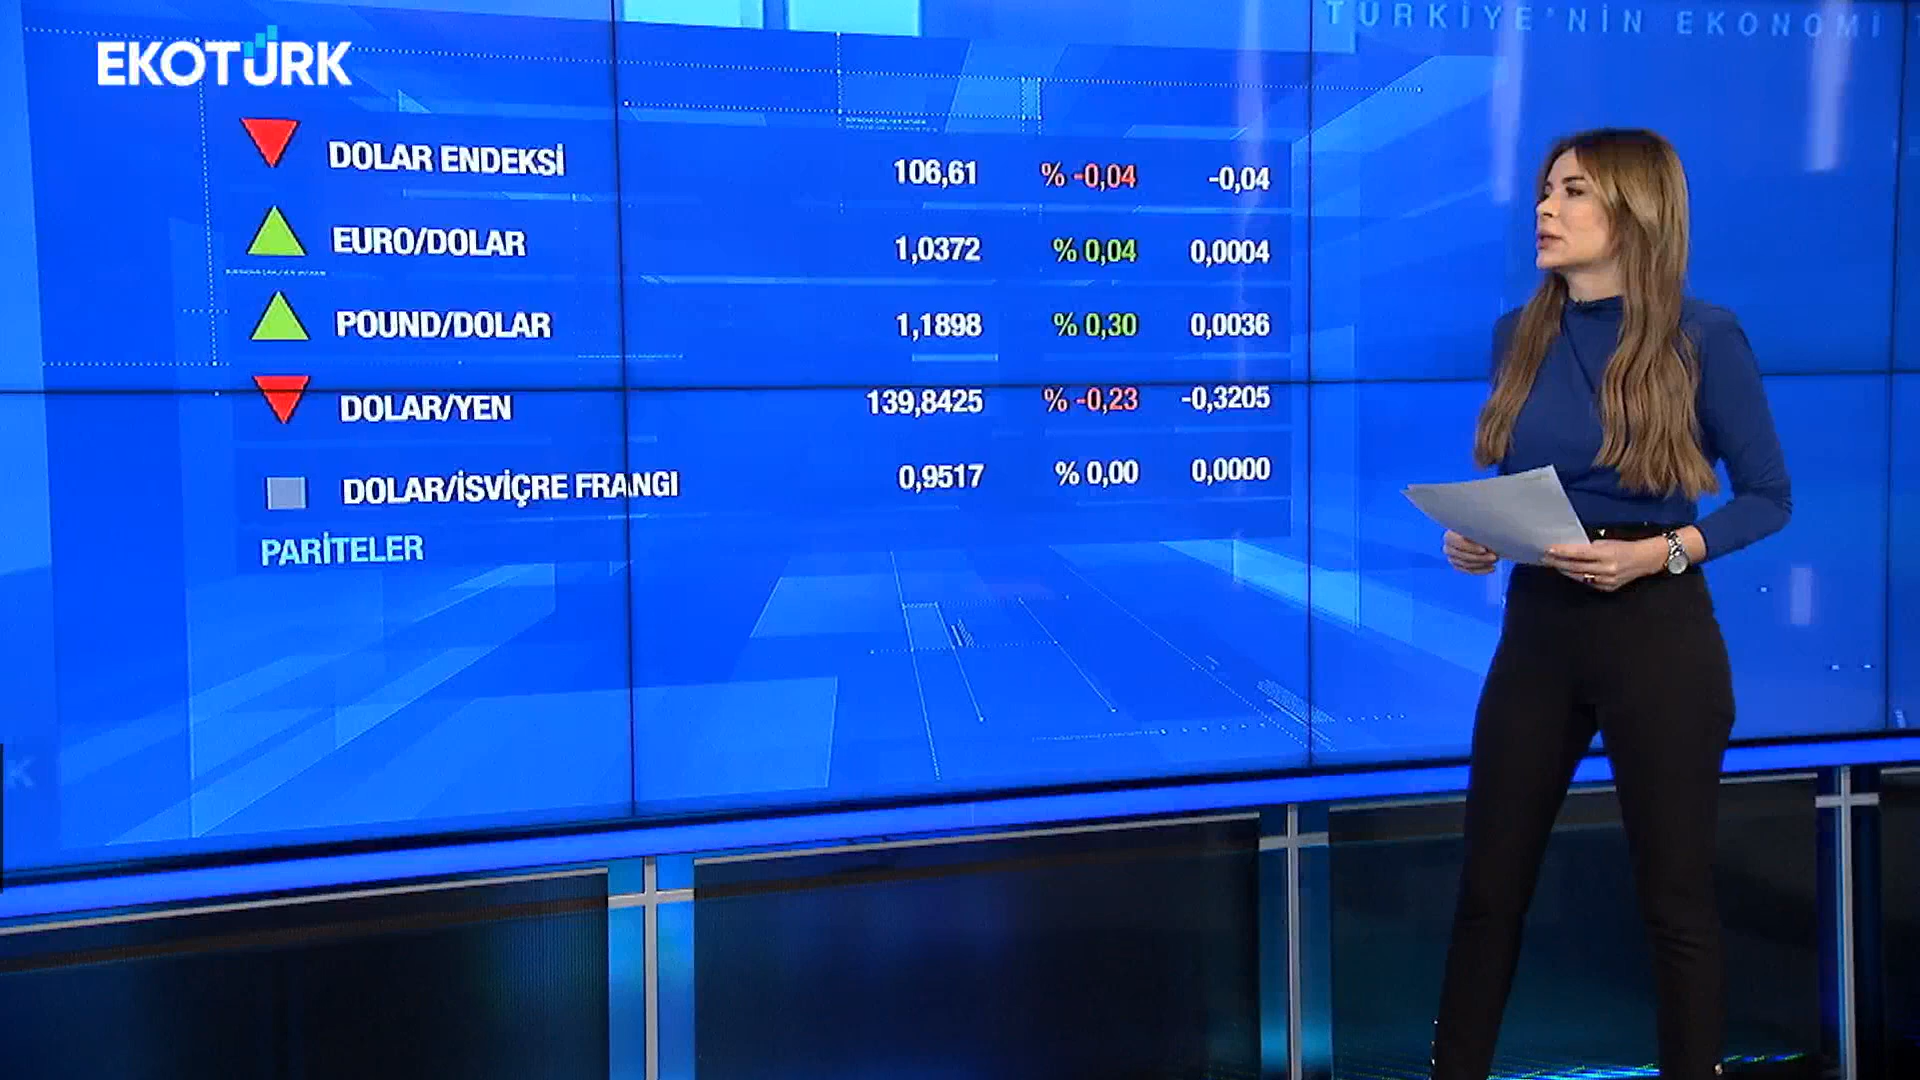 TÜRKİYE'NİN EKONOMİ
EKOTÜRK
DOLAR ENDEKSİ 106,61 % -0,04 -0,04
EURO/DOLAR 1,0372 % 0,04 0,0004
POUND/DOLAR 1,1898 % 0,30 0,0036
DOLAR/YEN 139,8425 % -0,23 -0,3205
DOLAR/İSVİÇRE FRANGI 0,9517 % 0,00 0,0000
PARİTELER
K